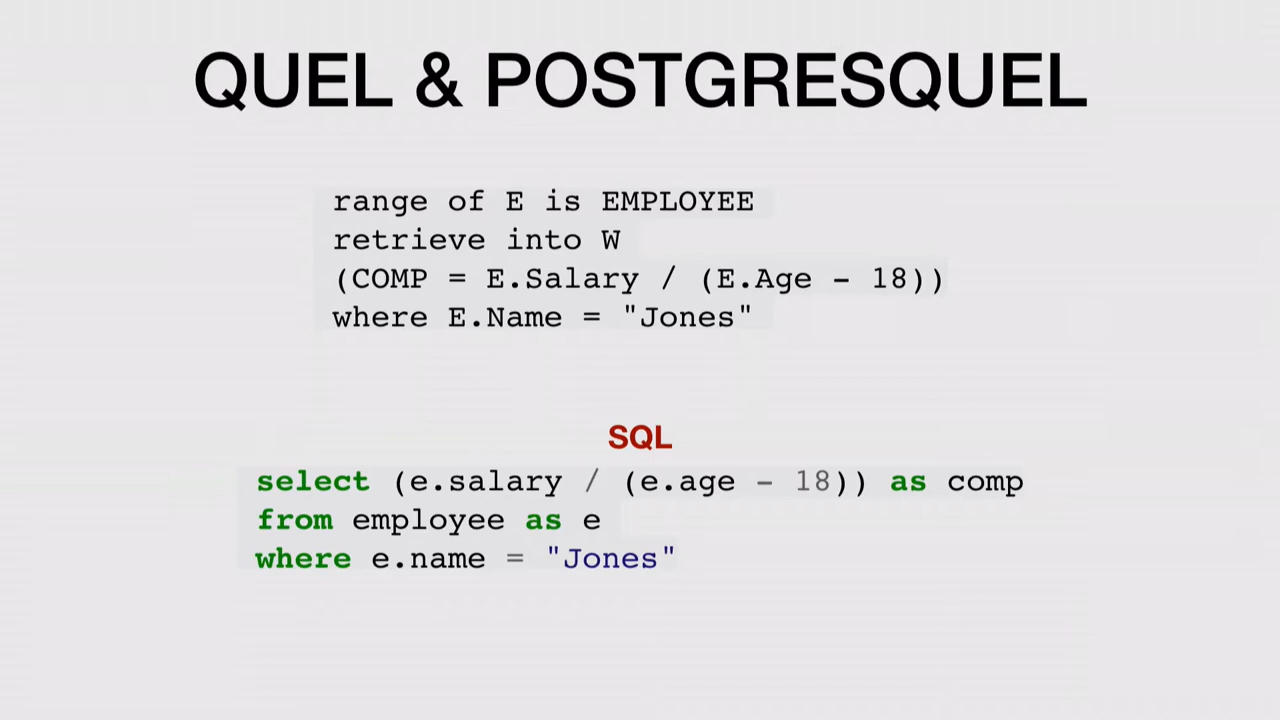 QUEL & POSTGRESQUEL
range of E is EMPLOYEE
retrieve into W
(COMP = E.Salary / (E.Age - 18))
where E.Name = "Jones"
SQL
select (e.salary / (e.age - 18)) as comp
from employee as e
where e.name = "Jones"